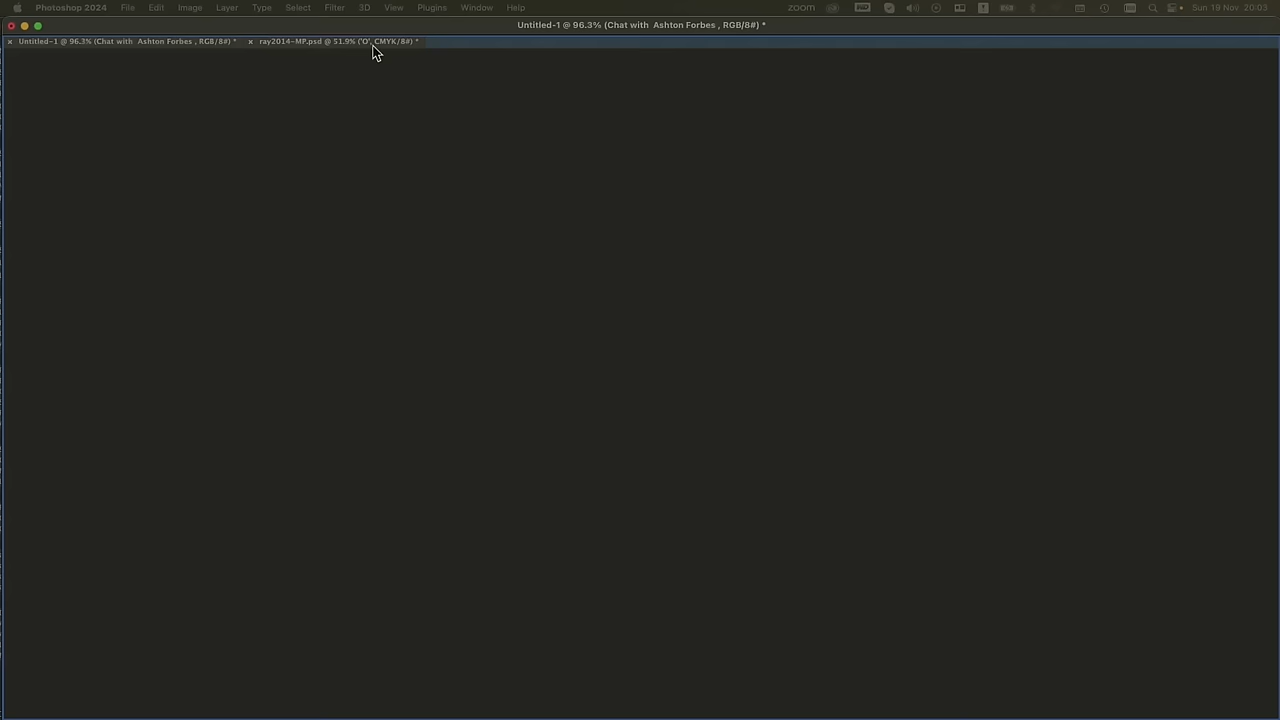 Photoshop 2024 File Edit Image Layer Type Select Filter 3D View Plugins Window Help zoom Sun 19 Nov 20:03
Untitled-1 @ 96.3% (Chat with  Ashton Forbes , RGB/8#) *
× Untitled-1 @ 96.3% (Chat with  Ashton Forbes , RGB/8#) * × ray2014-MP.psd @ 51.9% ('O', CMYK/8#) *